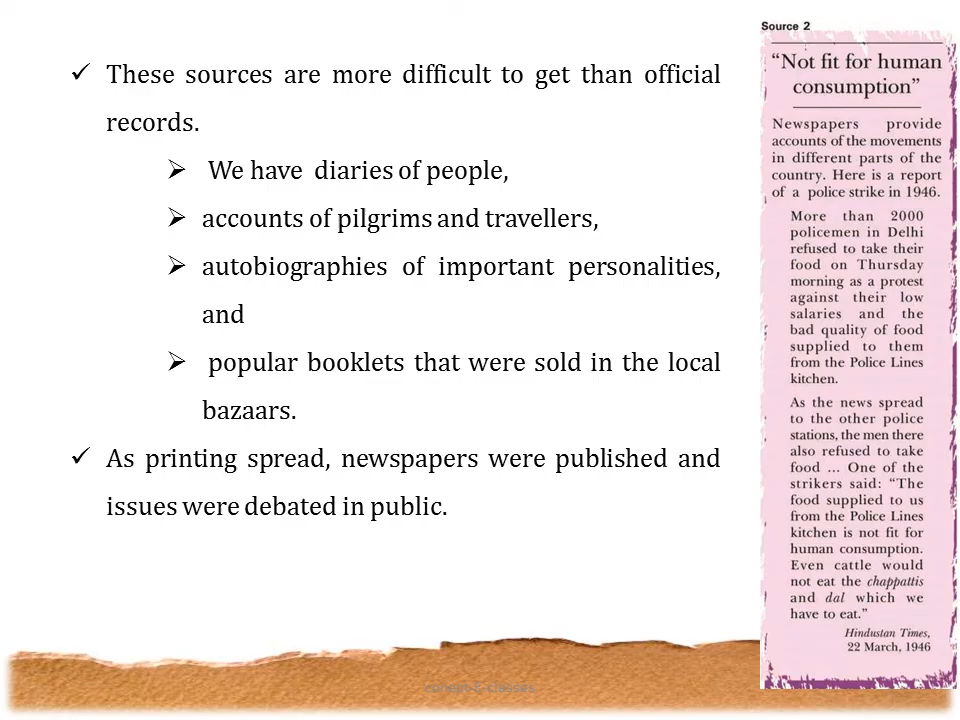 These sources are more difficult to get than official
records.
We have diaries of people,
accounts of pilgrims and travellers,
autobiographies of important personalities,
and
popular booklets that were sold in the local
bazaars.
As printing spread, newspapers were published and
issues were debated in public.
Source 2
“Not fit for human
consumption”
Newspapers provide
accounts of the movements
in different parts of the
country. Here is a report
of a police strike in 1946.
More than 2000
policemen in Delhi
refused to take their
food on Thursday
morning as a protest
against their low
salaries and the
bad quality of food
supplied to them
from the Police Lines
kitchen.
As the news spread
to the other police
stations, the men there
also refused to take
food ... One of the
strikers said: “The
food supplied to us
from the Police Lines
kitchen is not fit for
human consumption.
Even cattle would
not eat the chappattis
and dal which we
have to eat.”
Hindustan Times,
22 March, 1946